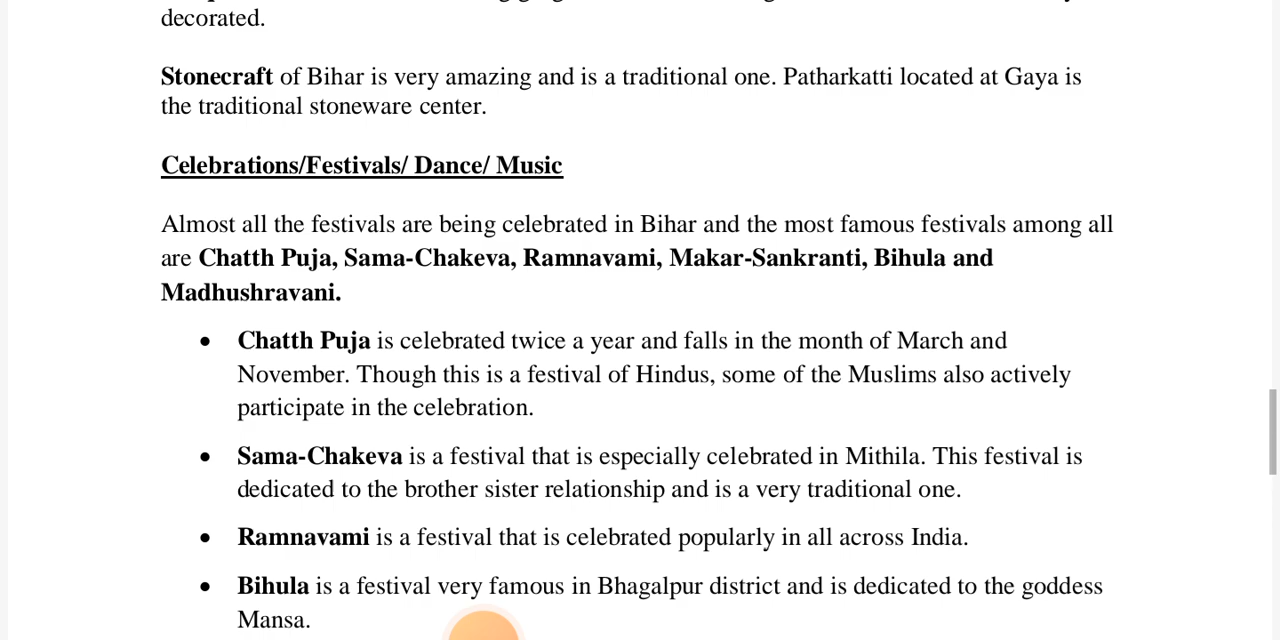 decorated.
Stonecraft of Bihar is very amazing and is a traditional one. Patharkatti located at Gaya is
the traditional stoneware center.
Celebrations/Festivals/ Dance/ Music
Almost all the festivals are being celebrated in Bihar and the most famous festivals among all
are Chatth Puja, Sama-Chakeva, Ramnavami, Makar-Sankranti, Bihula and
Madhushravani.
• Chatth Puja is celebrated twice a year and falls in the month of March and
November. Though this is a festival of Hindus, some of the Muslims also actively
participate in the celebration.
• Sama-Chakeva is a festival that is especially celebrated in Mithila. This festival is
dedicated to the brother sister relationship and is a very traditional one.
• Ramnavami is a festival that is celebrated popularly in all across India.
• Bihula is a festival very famous in Bhagalpur district and is dedicated to the goddess
Mansa.